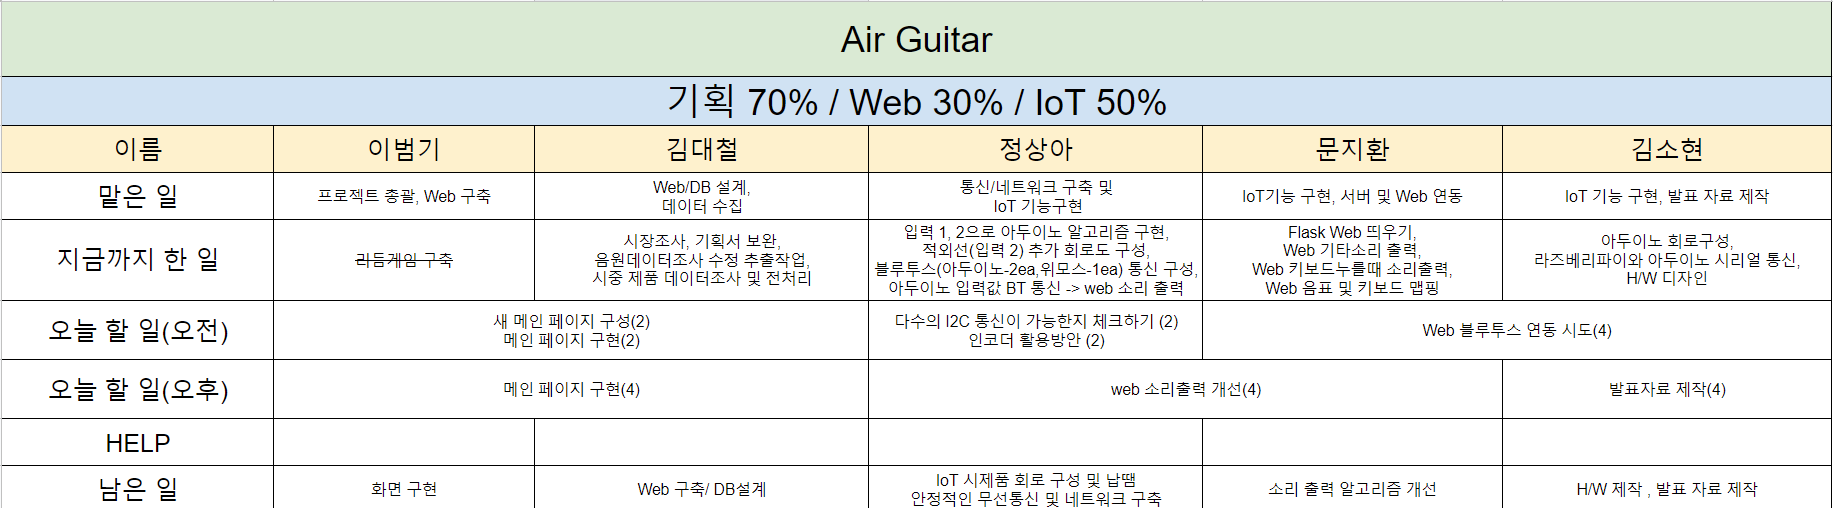 Air Guitar
기획 70% / Web 30% / IoT 50%
이름 이범기 김대철 정상아 문지환 김소현
맡은 일
프로젝트 총괄, Web 구축
Web/DB 설계,
데이터 수집
통신/네트워크 구축 및
IoT 기능구현
IoT기능 구현, 서버 및 Web 연동
IoT 기능 구현, 발표 자료 제작
지금까지 한 일
리듬게임 구축
시장조사, 기획서 보완,
음원데이터조사 수정 추출작업,
시중 제품 데이터조사 및 전처리
입력 1, 2으로 아두이노 알고리즘 구현,
적외선(입력 2) 추가 회로도 구성,
블루투스(아두이노-2ea,위모스-1ea) 통신 구성,
아두이노 입력값 BT 통신 -> web 소리 출력
Flask Web 띄우기,
Web 기타소리 출력,
Web 키보드누를때 소리출력,
Web 음표 및 키보드 맵핑
아두이노 회로구성,
라즈베리파이와 아두이노 시리얼 통신,
H/W 디자인
오늘 할 일(오전)
새 메인 페이지 구성(2)
메인 페이지 구현(2)
다수의 I2C 통신이 가능한지 체크하기 (2)
인코더 활용방안 (2)
Web 블루투스 연동 시도(4)
오늘 할 일(오후)
메인 페이지 구현(4)
web 소리출력 개선(4)
발표자료 제작(4)
HELP
남은 일
화면 구현
Web 구축/ DB설계
IoT 시제품 회로 구성 및 납땜
안정적인 무선통신 및 네트워크 구축
소리 출력 알고리즘 개선
H/W 제작 , 발표 자료 제작